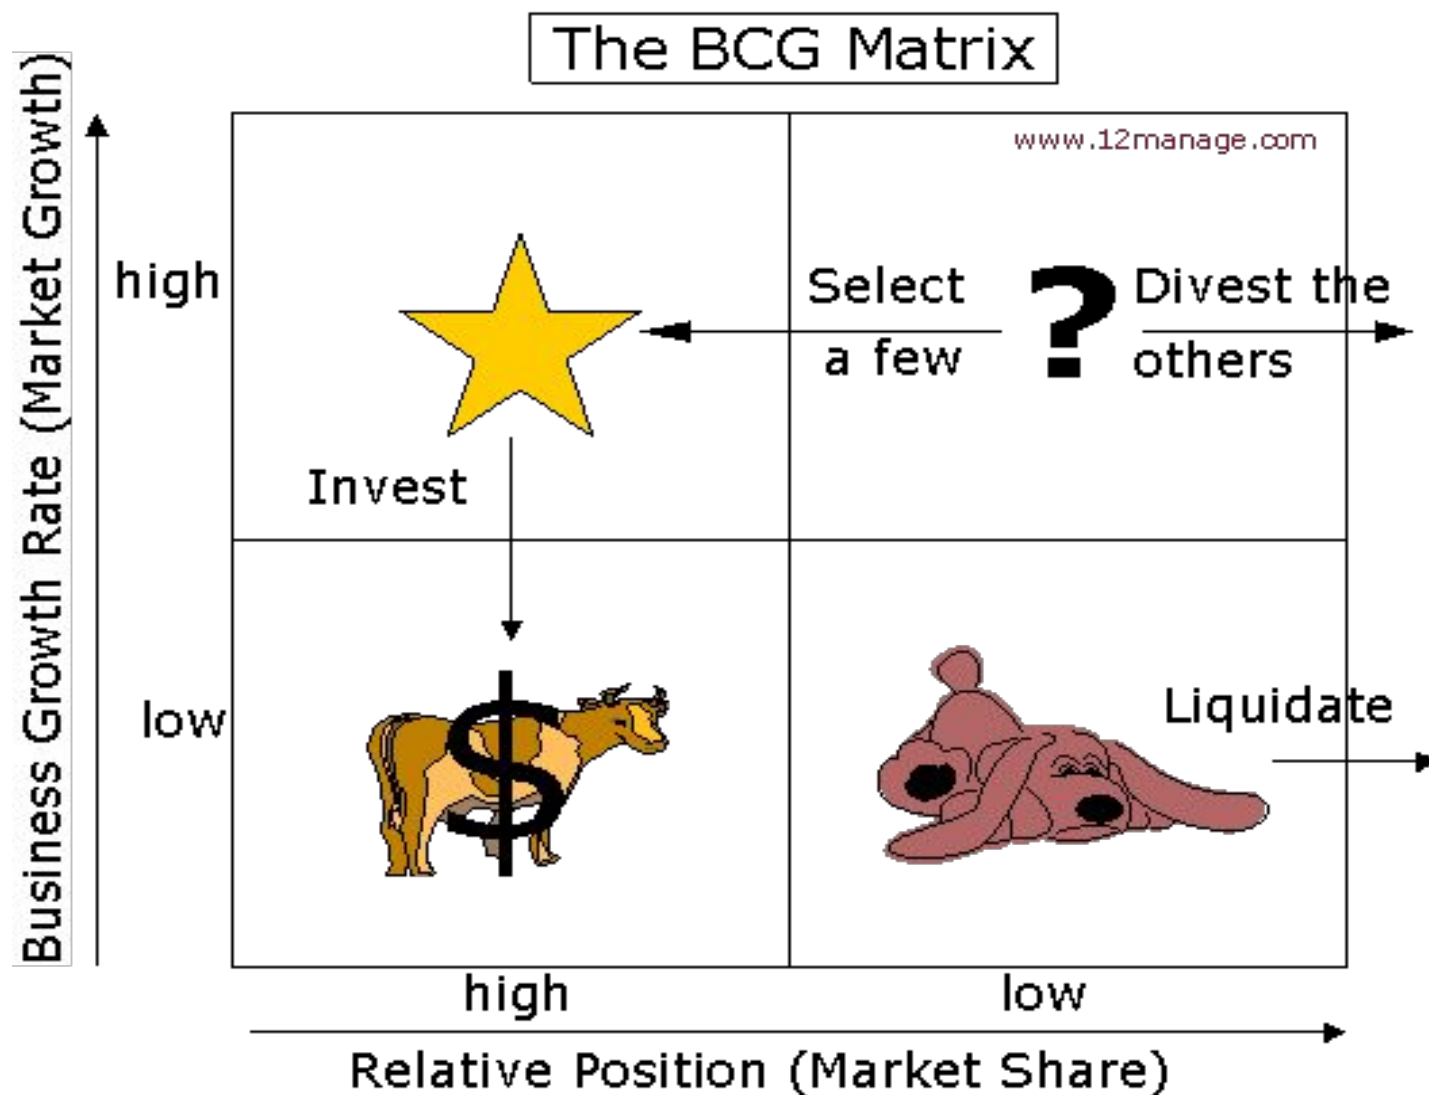 The BCG Matrix
www.12manage.com
Business Growth Rate (Market Growth)
high
Select
a few
?
Divest the
others
Invest
low
$
Liquidate
high
low
Relative Position (Market Share)